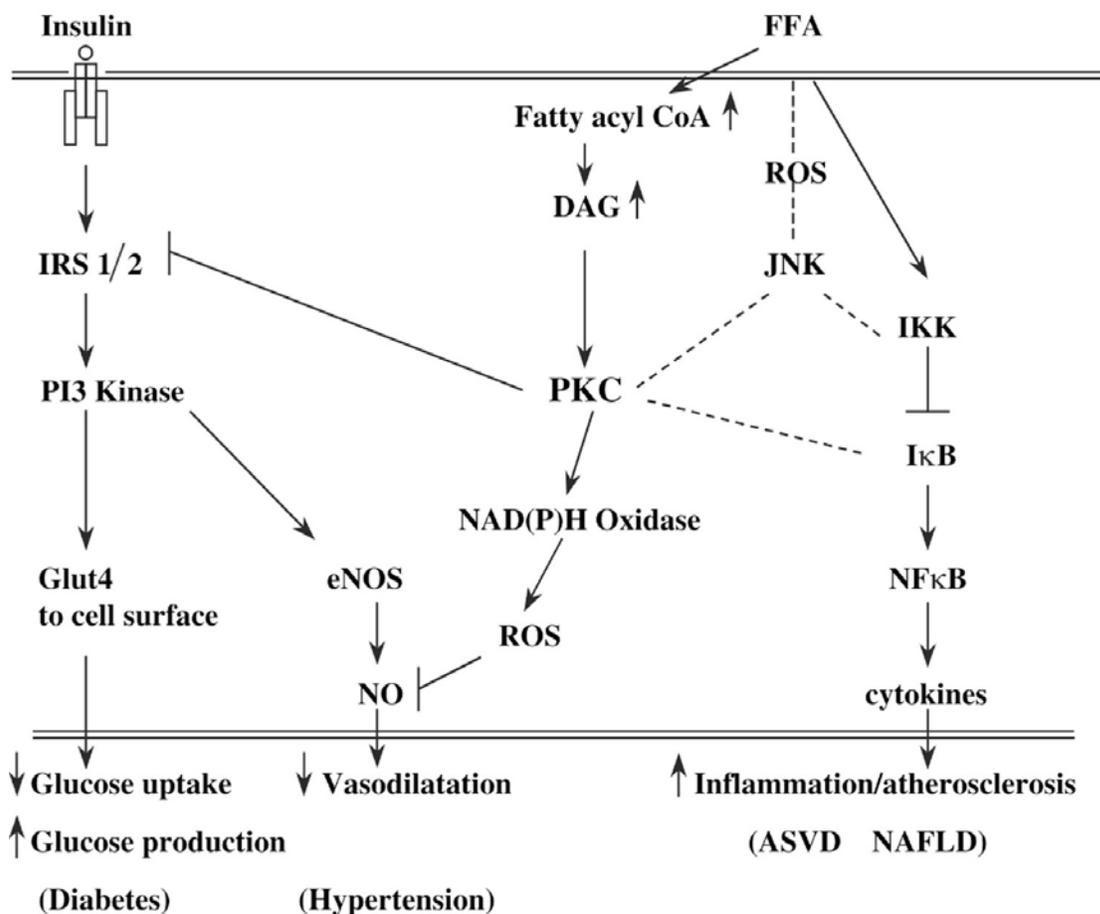 Insulin
FFA
Fatty acyl CoA
ROS
DAG
IRS 1/2
JNK
IKK
PI3 Kinase
PKC
IκB
NAD(P)H Oxidase
Glut4
to cell surface
eNOS
NFκB
ROS
NO
cytokines
Glucose uptake
Vasodilatation
Inflammation/atherosclerosis
Glucose production
(ASVD NAFLD)
(Diabetes)
(Hypertension)